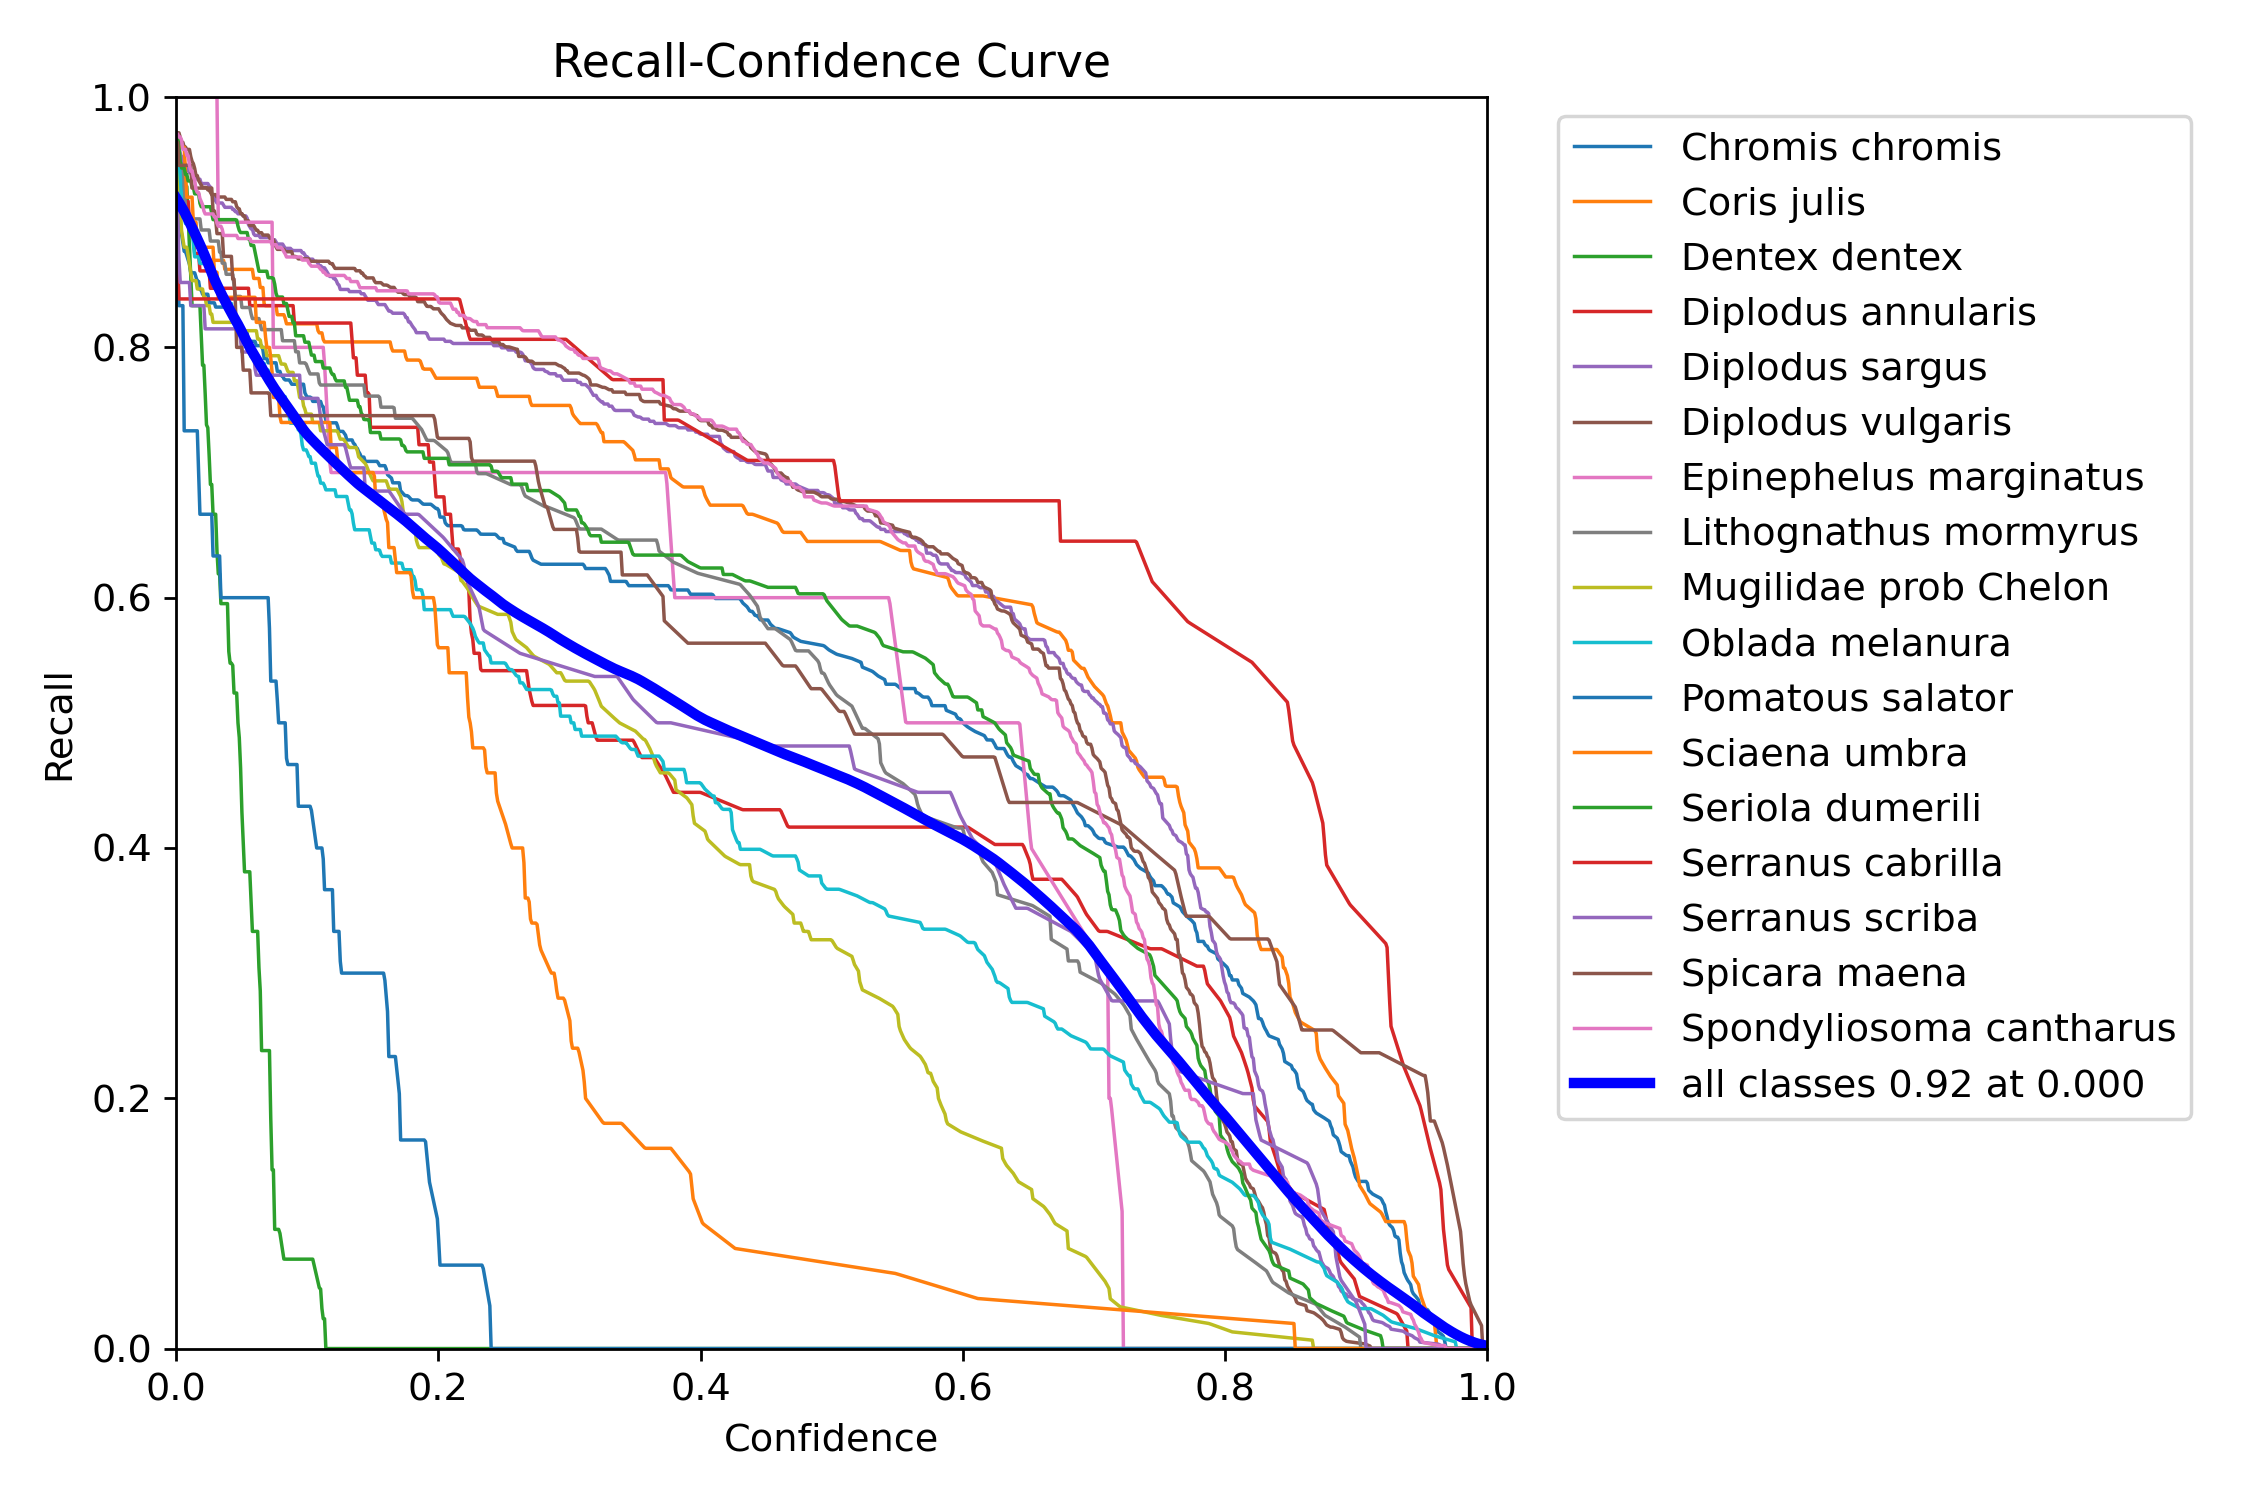 Recall-Confidence Curve
1.0
0.8
0.6
0.4
0.2
0.0
Recall
0.0 0.2 0.4 0.6 0.8 1.0
Confidence
Chromis chromis
Coris julis
Dentex dentex
Diplodus annularis
Diplodus sargus
Diplodus vulgaris
Epinephelus marginatus
Lithognathus mormyrus
Mugilidae prob Chelon
Oblada melanura
Pomatous salator
Sciaena umbra
Seriola dumerili
Serranus cabrilla
Serranus scriba
Spicara maena
Spondyliosoma cantharus
all classes 0.92 at 0.000